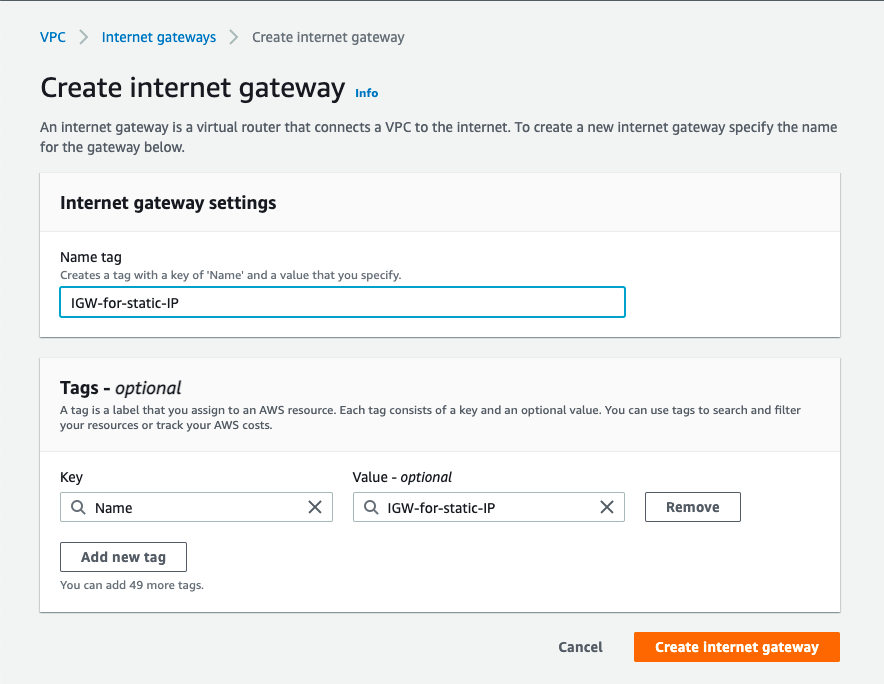 VPC > Internet gateways > Create internet gateway
Create internet gateway Info
An internet gateway is a virtual router that connects a VPC to the internet. To create a new internet gateway specify the name
for the gateway below.
Internet gateway settings
Name tag
Creates a tag with a key of 'Name' and a value that you specify.
IGW-for-static-IP
Tags - optional
A tag is a label that you assign to an AWS resource. Each tag consists of a key and an optional value. You can use tags to search and filter
your resources or track your AWS costs.
Key Value - optional
Name IGW-for-static-IP Remove
Add new tag
You can add 49 more tags.
Cancel Create internet gateway